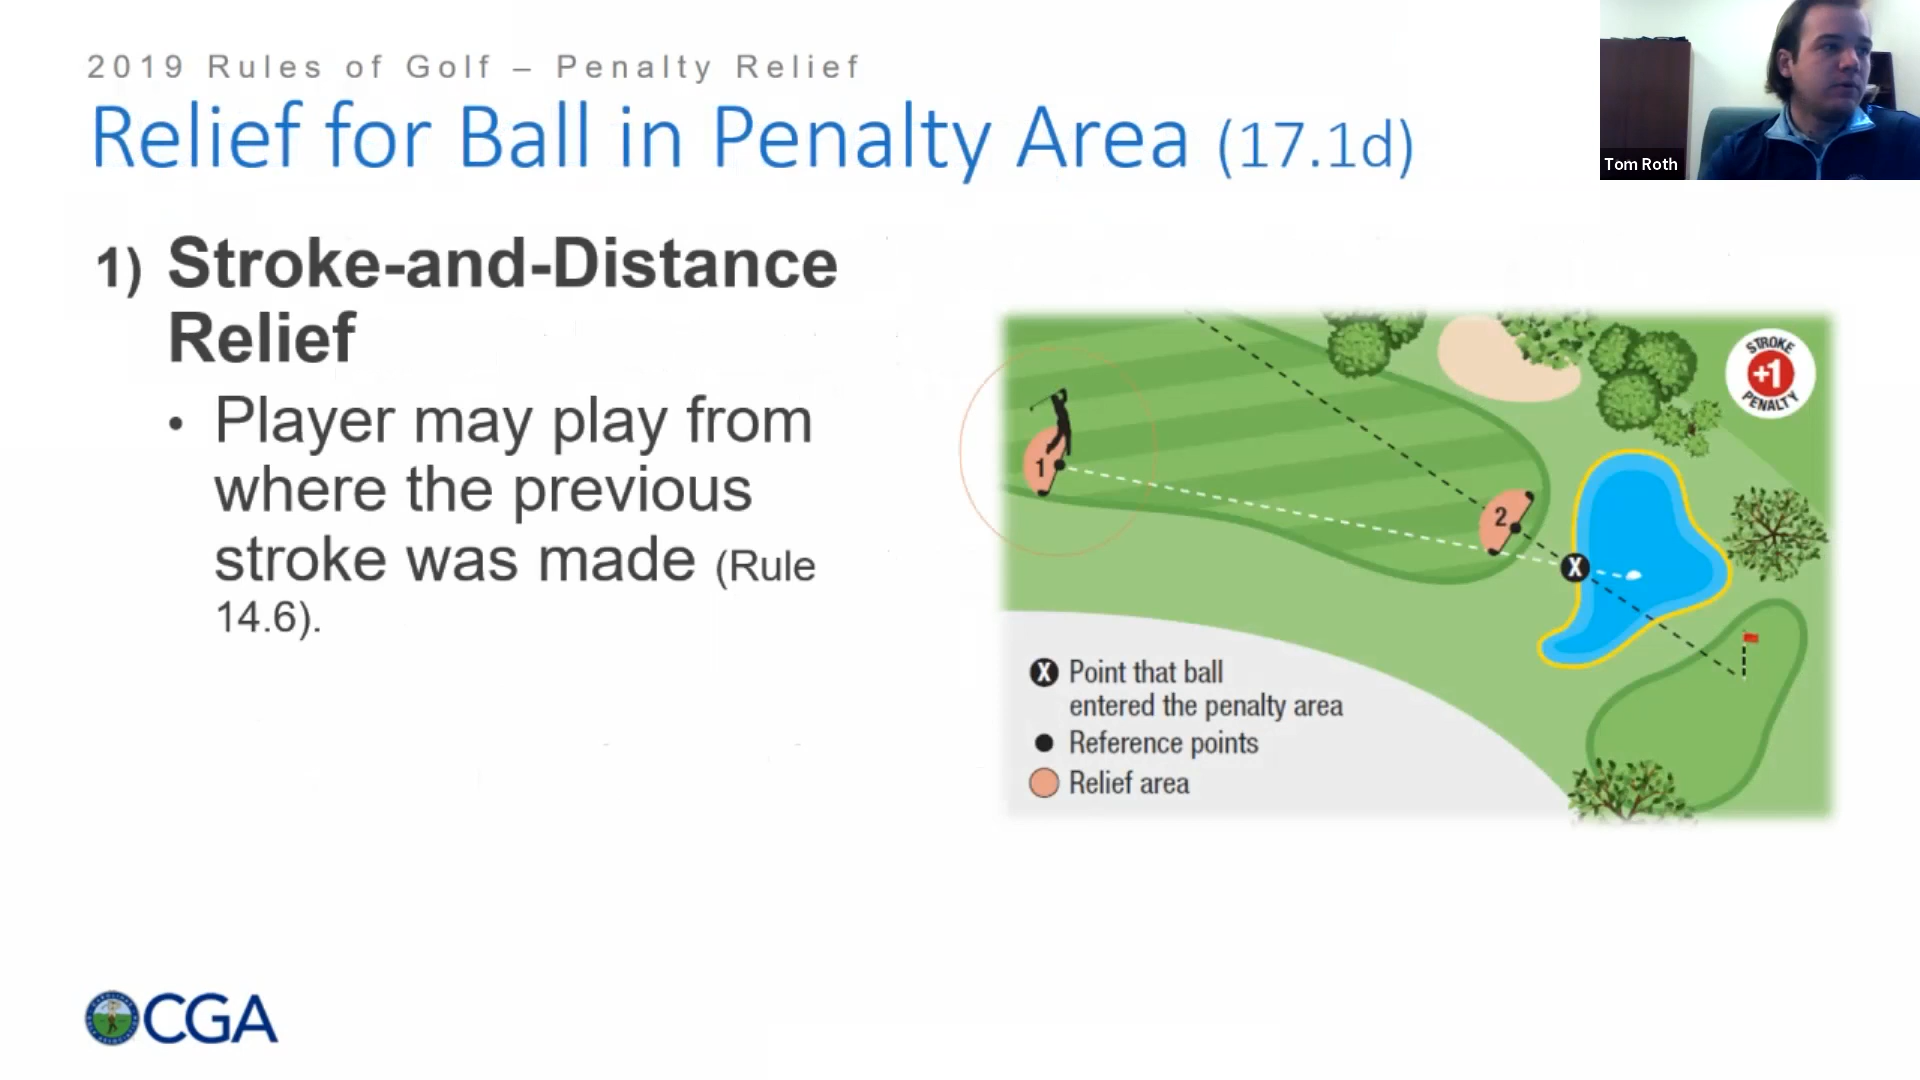 2019 Rules of Golf – Penalty Relief
Relief for Ball in Penalty Area (17.1d)
Tom Roth
1) Stroke-and-Distance
Relief
• Player may play from
where the previous
stroke was made (Rule
14.6).
STROKE
+1
PENALTY
1
2
X
X Point that ball
entered the penalty area
Reference points
Relief area
CGA